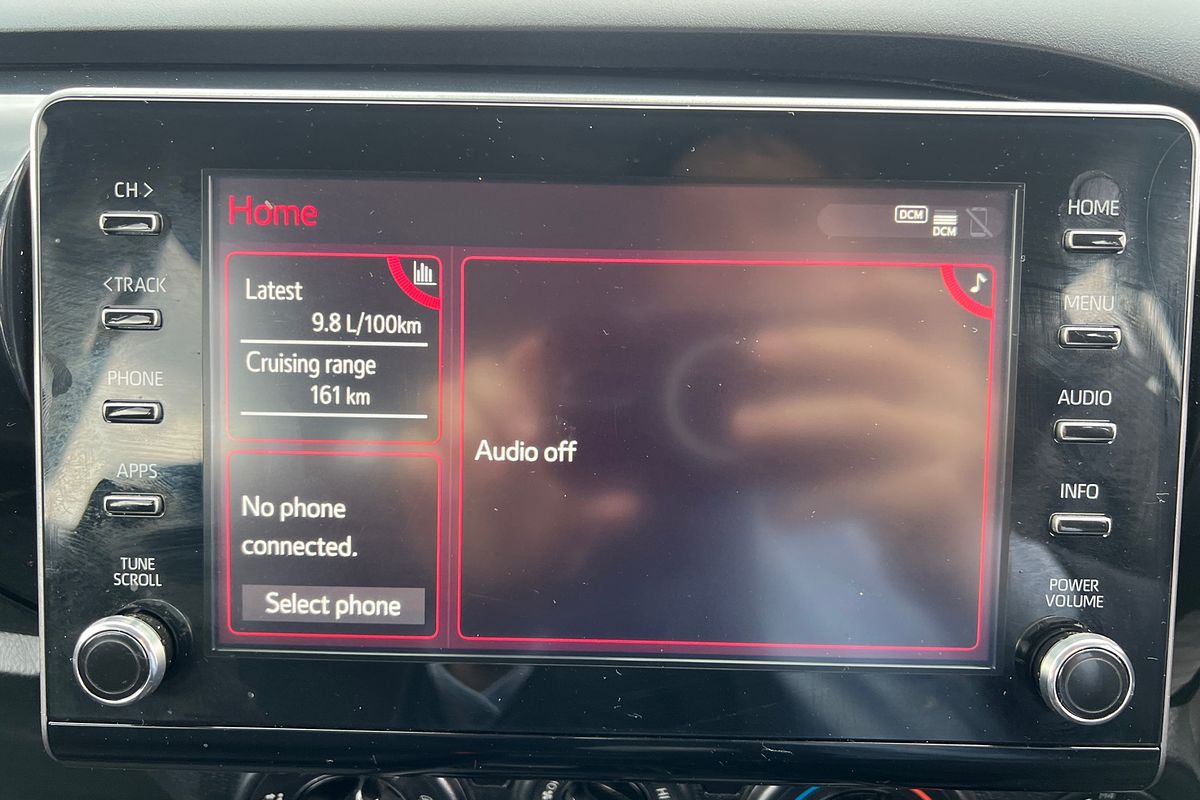 CH>
<TRACK
PHONE
APPS
TUNE
SCROLL
Home
DCM
DCM
Latest
9.8 L/100km
Cruising range
161 km
No phone
connected.
Select phone
Audio off
HOME
MENU
AUDIO
INFO
POWER
VOLUME
HI